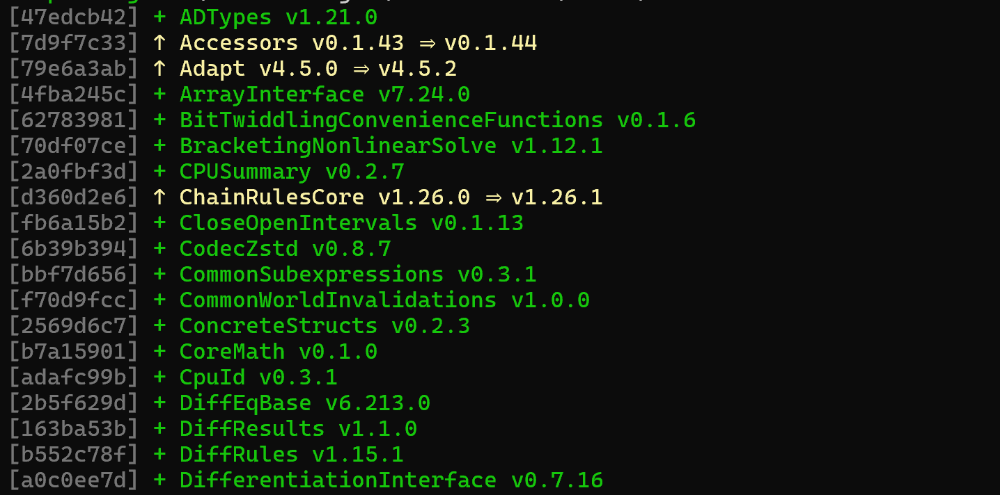 [47edcb42] + ADTypes v1.21.0
[7d9f7c33] ↑ Accessors v0.1.43 ⇒ v0.1.44
[79e6a3ab] ↑ Adapt v4.5.0 ⇒ v4.5.2
[4fba245c] + ArrayInterface v7.24.0
[62783981] + BitTwiddlingConvenienceFunctions v0.1.6
[70df07ce] + BracketingNonlinearSolve v1.12.1
[2a0fbf3d] + CPUSummary v0.2.7
[d360d2e6] ↑ ChainRulesCore v1.26.0 ⇒ v1.26.1
[fb6a15b2] + CloseOpenIntervals v0.1.13
[6b39b394] + CodecZstd v0.8.7
[bbf7d656] + CommonSubexpressions v0.3.1
[f70d9fcc] + CommonWorldInvalidations v1.0.0
[2569d6c7] + ConcreteStructs v0.2.3
[b7a15901] + CoreMath v0.1.0
[adafc99b] + CpuId v0.3.1
[2b5f629d] + DiffEqBase v6.213.0
[163ba53b] + DiffResults v1.1.0
[b552c78f] + DiffRules v1.15.1
[a0c0ee7d] + DifferentiationInterface v0.7.16